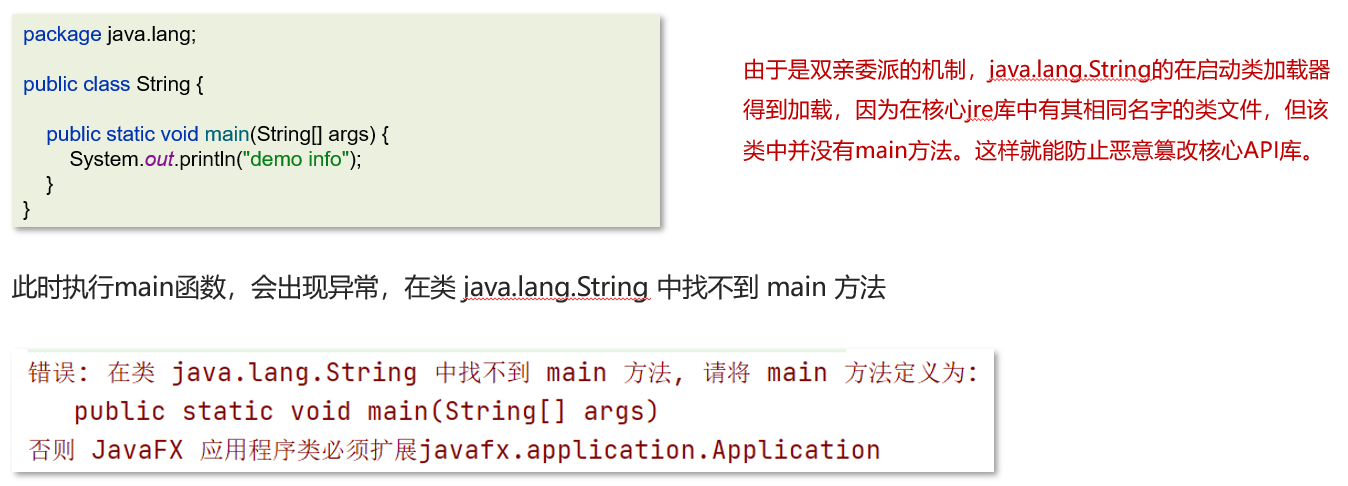 package java.lang;
public class String {
public static void main(String[] args) {
System.out.println("demo info");
}
}
由于是双亲委派的机制，java.lang.String的在启动类加载器
得到加载，因为在核心jre库中有其相同名字的类文件，但该
类中并没有main方法。这样就能防止恶意篡改核心API库。
此时执行main函数，会出现异常，在类 java.lang.String 中找不到 main 方法
错误: 在类 java.lang.String 中找不到 main 方法, 请将 main 方法定义为:
public static void main(String[] args)
否则 JavaFX 应用程序类必须扩展javafx.application.Application